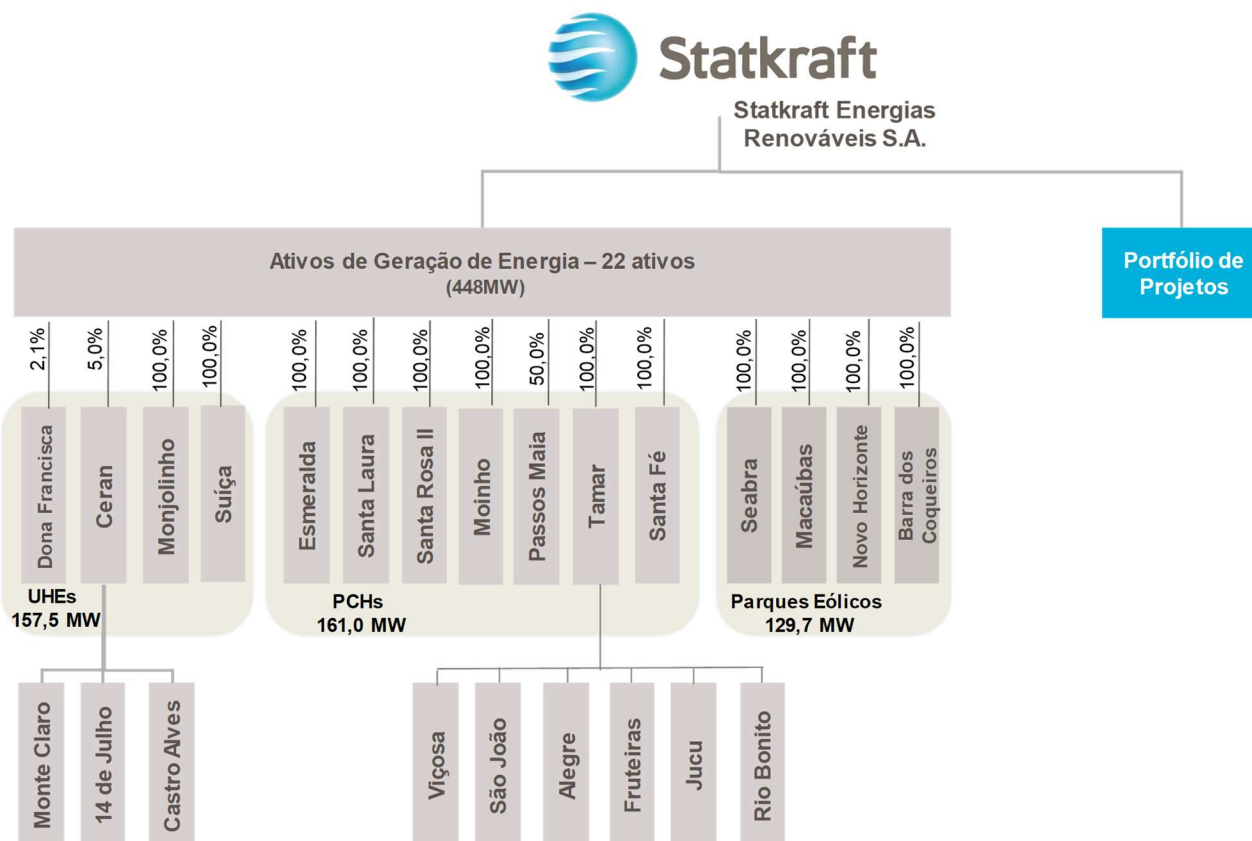 Statkraft
Statkraft Energias
Renováveis S.A.
Ativos de Geração de Energia – 22 ativos
(448MW)
Portfólio de
Projetos
2,1%
5,0%
100,0%
100,0%
100,0%
100,0%
100,0%
100,0%
50,0%
100,0%
100,0%
100,0%
100,0%
100,0%
100,0%
Dona Francisca
Ceran
Monjolinho
Suíça
Esmeralda
Santa Laura
Santa Rosa II
Moinho
Passos Maia
Tamar
Santa Fé
Seabra
Macaúbas
Novo Horizonte
Barra dos
Coqueiros
UHEs
157,5 MW
PCHs
161,0 MW
Parques Eólicos
129,7 MW
Monte Claro
14 de Julho
Castro Alves
Viçosa
São João
Alegre
Fruteiras
Jucu
Rio Bonito